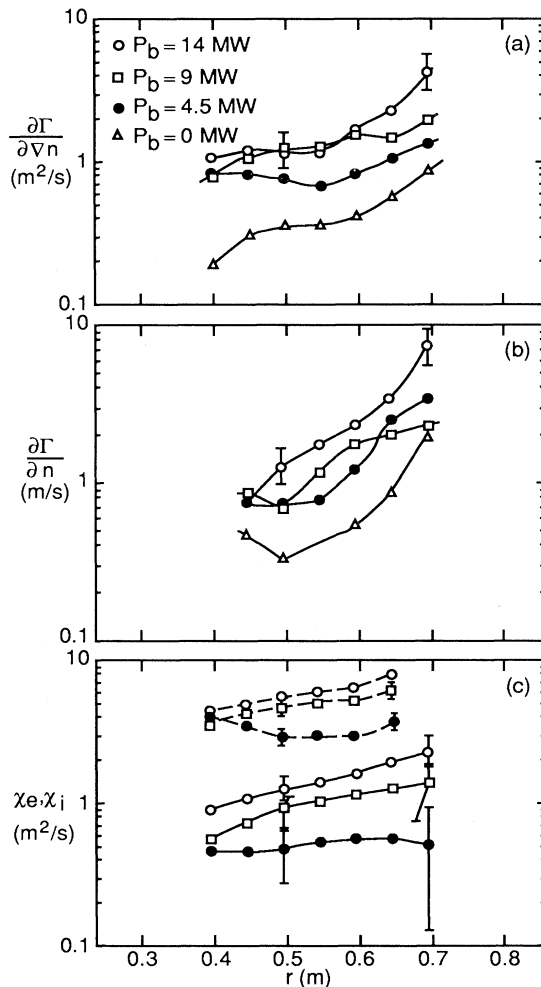 10
(a)
P_b = 14 MW
P_b = 9 MW
P_b = 4.5 MW
P_b = 0 MW
∂Γ
∂∇n
(m²/s)
1
0.1
10
(b)
∂Γ
∂n
(m/s)
1
0.1
10
(c)
χe,χi
(m²/s)
1
0.1
0.3 0.4 0.5 0.6 0.7 0.8
r (m)